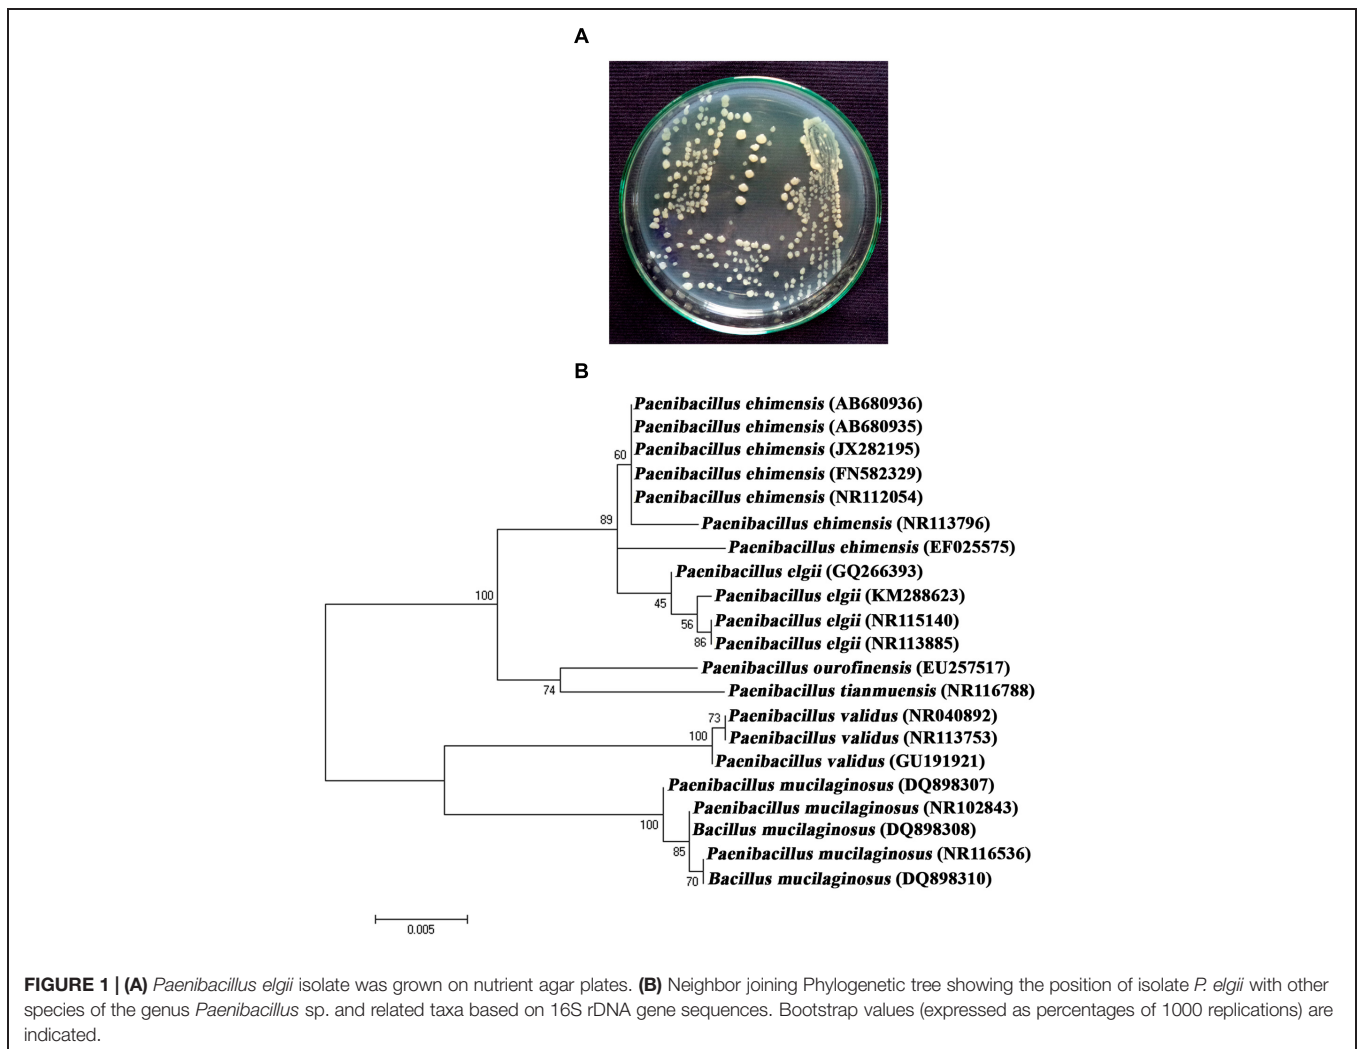 A
B
Paenibacillus ehimensis (AB680936)
Paenibacillus ehimensis (AB680935)
Paenibacillus ehimensis (JX282195)
60
Paenibacillus ehimensis (FN582329)
Paenibacillus ehimensis (NR112054)
89
Paenibacillus ehimensis (NR113796)
Paenibacillus ehimensis (EF025575)
Paenibacillus elgii (GQ266393)
100
Paenibacillus elgii (KM288623)
45
Paenibacillus elgii (NR115140)
56
Paenibacillus elgii (NR113885)
86
Paenibacillus ourofinensis (EU257517)
74
Paenibacillus tianmuensis (NR116788)
73
Paenibacillus validus (NR040892)
100
Paenibacillus validus (NR113753)
Paenibacillus validus (GU191921)
Paenibacillus mucilaginosus (DQ898307)
Paenibacillus mucilaginosus (NR102843)
100
Bacillus mucilaginosus (DQ898308)
85
Paenibacillus mucilaginosus (NR116536)
70
Bacillus mucilaginosus (DQ898310)
0.005
FIGURE 1 | (A) Paenibacillus elgii isolate was grown on nutrient agar plates. (B) Neighbor joining Phylogenetic tree showing the position of isolate P. elgii with other
species of the genus Paenibacillus sp. and related taxa based on 16S rDNA gene sequences. Bootstrap values (expressed as percentages of 1000 replications) are
indicated.